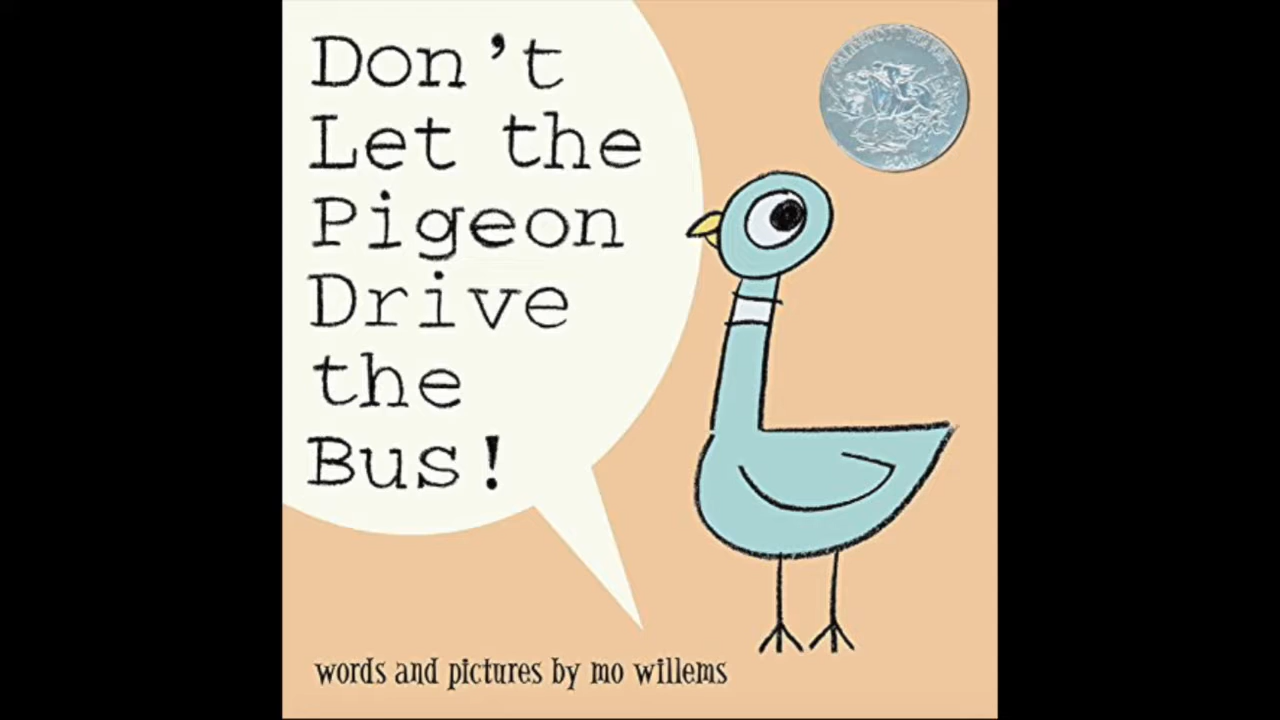 Don't
Let the
Pigeon
Drive
the
Bus!
words and pictures by mo willems